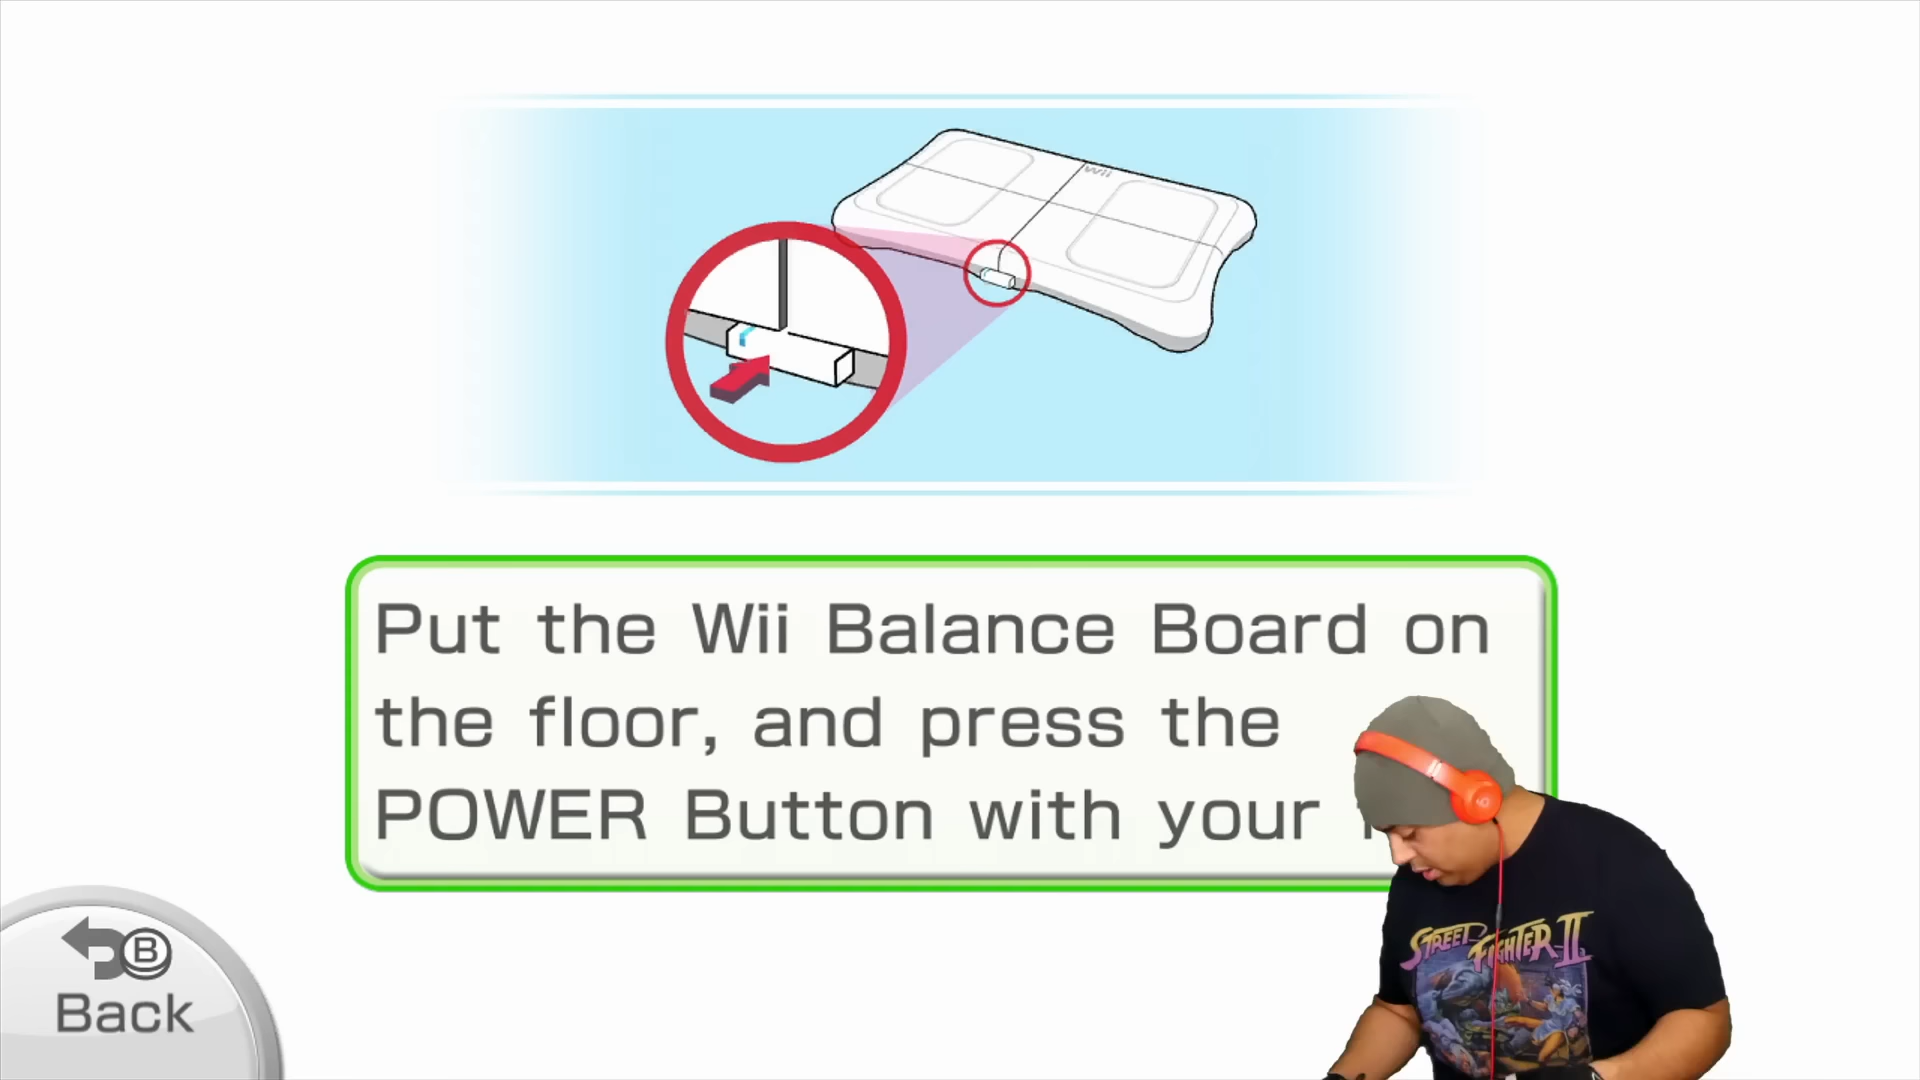 Wii
Put the Wii Balance Board on
the floor, and press the
POWER Button with your
B
Back
STREET FIGHTER II